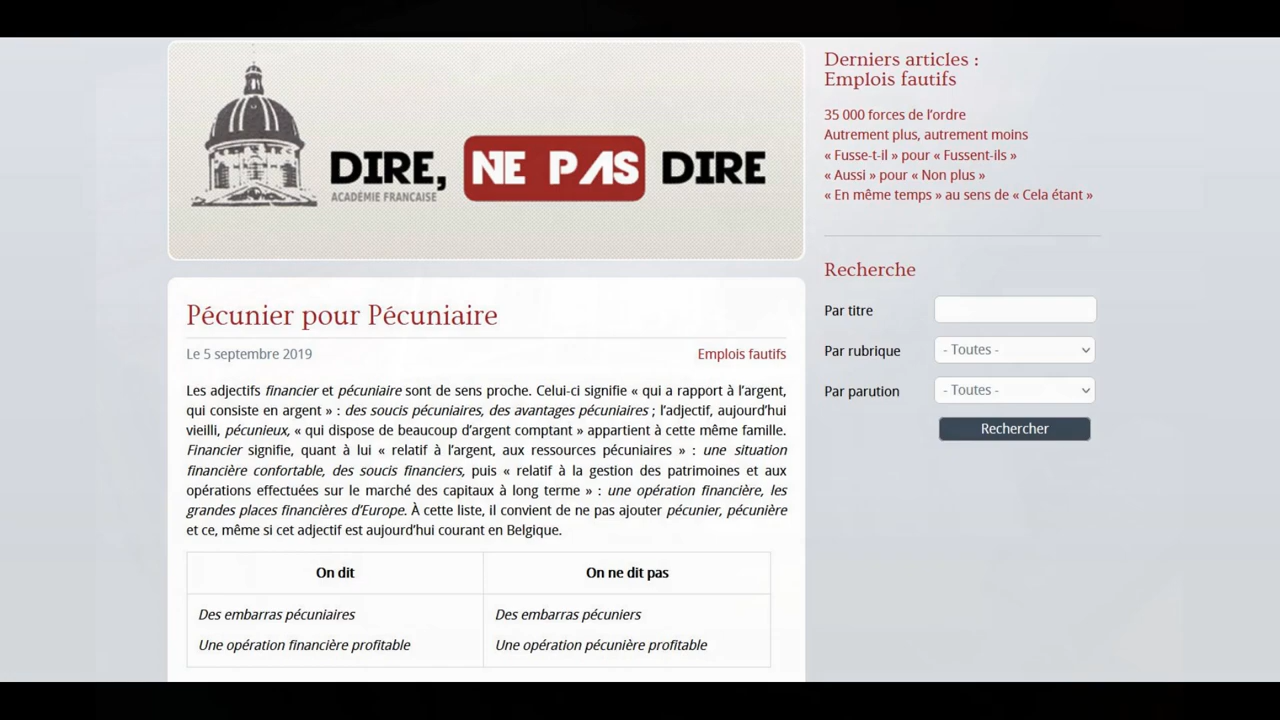 DIRE, NE PAS DIRE
ACADÉMIE FRANCAISE
Pécunier pour Pécuniaire
Le 5 septembre 2019
Emplois fautifs
Les adjectifs financier et pécuniaire sont de sens proche. Celui-ci signifie « qui a rapport à l'argent,
qui consiste en argent » : des soucis pécuniaires, des avantages pécuniaires ; l'adjectif, aujourd'hui
vieilli, pécunieux, « qui dispose de beaucoup d'argent comptant » appartient à cette même famille.
Financier signifie, quant à lui « relatif à l'argent, aux ressources pécuniaires » : une situation
financière confortable, des soucis financiers, puis « relatif à la gestion des patrimoines et aux
opérations effectuées sur le marché des capitaux à long terme » : une opération financière, les
grandes places financières d'Europe. À cette liste, il convient de ne pas ajouter pécunier, pécunière
et ce, même si cet adjectif est aujourd'hui courant en Belgique.
On dit
On ne dit pas
Des embarras pécuniaires
Des embarras pécuniers
Une opération financière profitable
Une opération pécunière profitable
Derniers articles :
Emplois fautifs
35 000 forces de l'ordre
Autrement plus, autrement moins
« Fusse-t-il » pour « Fussent-ils »
« Aussi » pour « Non plus »
« En même temps » au sens de « Cela étant »
Recherche
Par titre
Par rubrique
- Toutes -
Par parution
- Toutes -
Rechercher